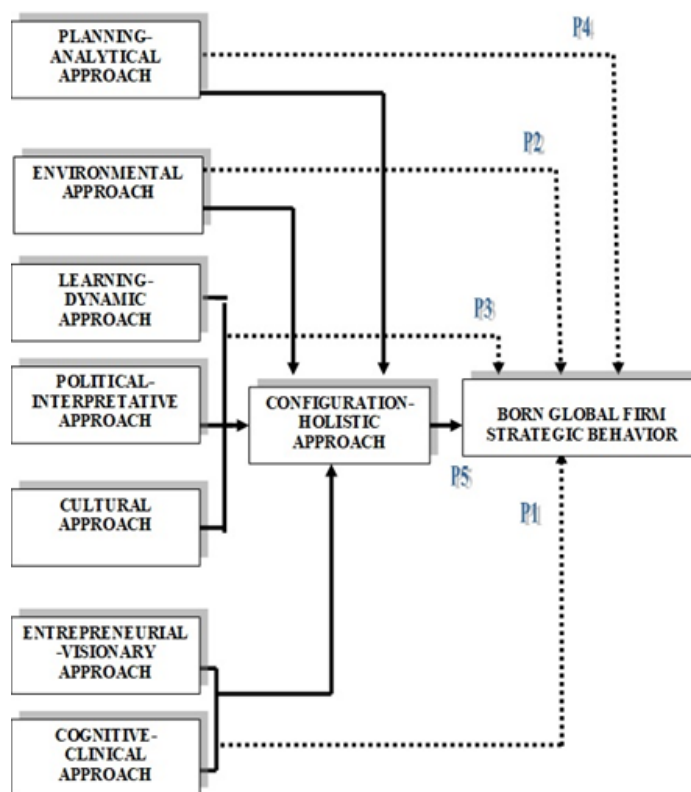 PLANNING-
ANALYTICAL
APPROACH
P4
ENVIRONMENTAL
APPROACH
P2
LEARNING-
DYNAMIC
APPROACH
P3
POLITICAL-
INTERPRETATIVE
APPROACH
CONFIGURATION-
HOLISTIC
APPROACH
BORN GLOBAL FIRM
STRATEGIC BEHAVIOR
P5
CULTURAL
APPROACH
P1
ENTREPRENEURIAL
-VISIONARY
APPROACH
COGNITIVE-
CLINICAL
APPROACH